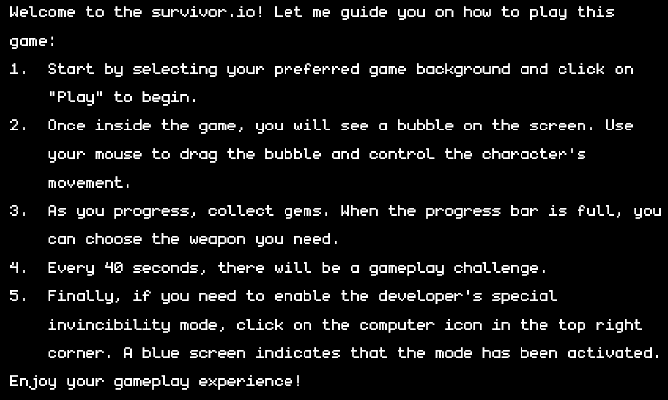 Welcome to the survivor.io! Let me guide you on how to play this
game:
1. Start by selecting your preferred game background and click on
"Play" to begin.
2. Once inside the game, you will see a bubble on the screen. Use
your mouse to drag the bubble and control the character's
movement.
3. As you progress, collect gems. When the progress bar is full, you
can choose the weapon you need.
4. Every 40 seconds, there will be a gameplay challenge.
5. Finally, if you need to enable the developer's special
invincibility mode, click on the computer icon in the top right
corner. A blue screen indicates that the mode has been activated.
Enjoy your gameplay experience!